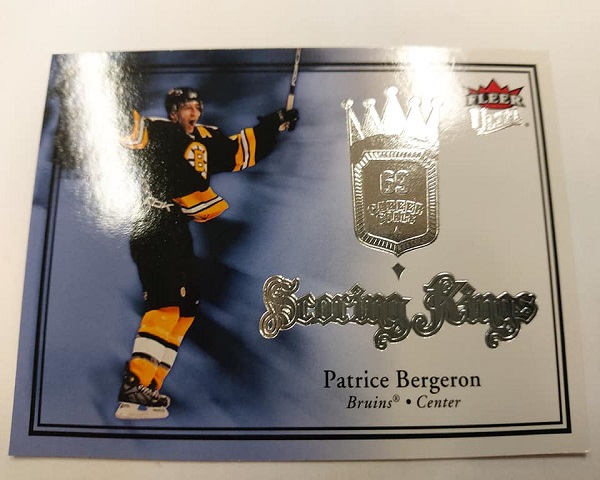 FLEER
Ultra
B
69
CAREER
GOALS
Scoring Kings
Patrice Bergeron
Bruins® • Center